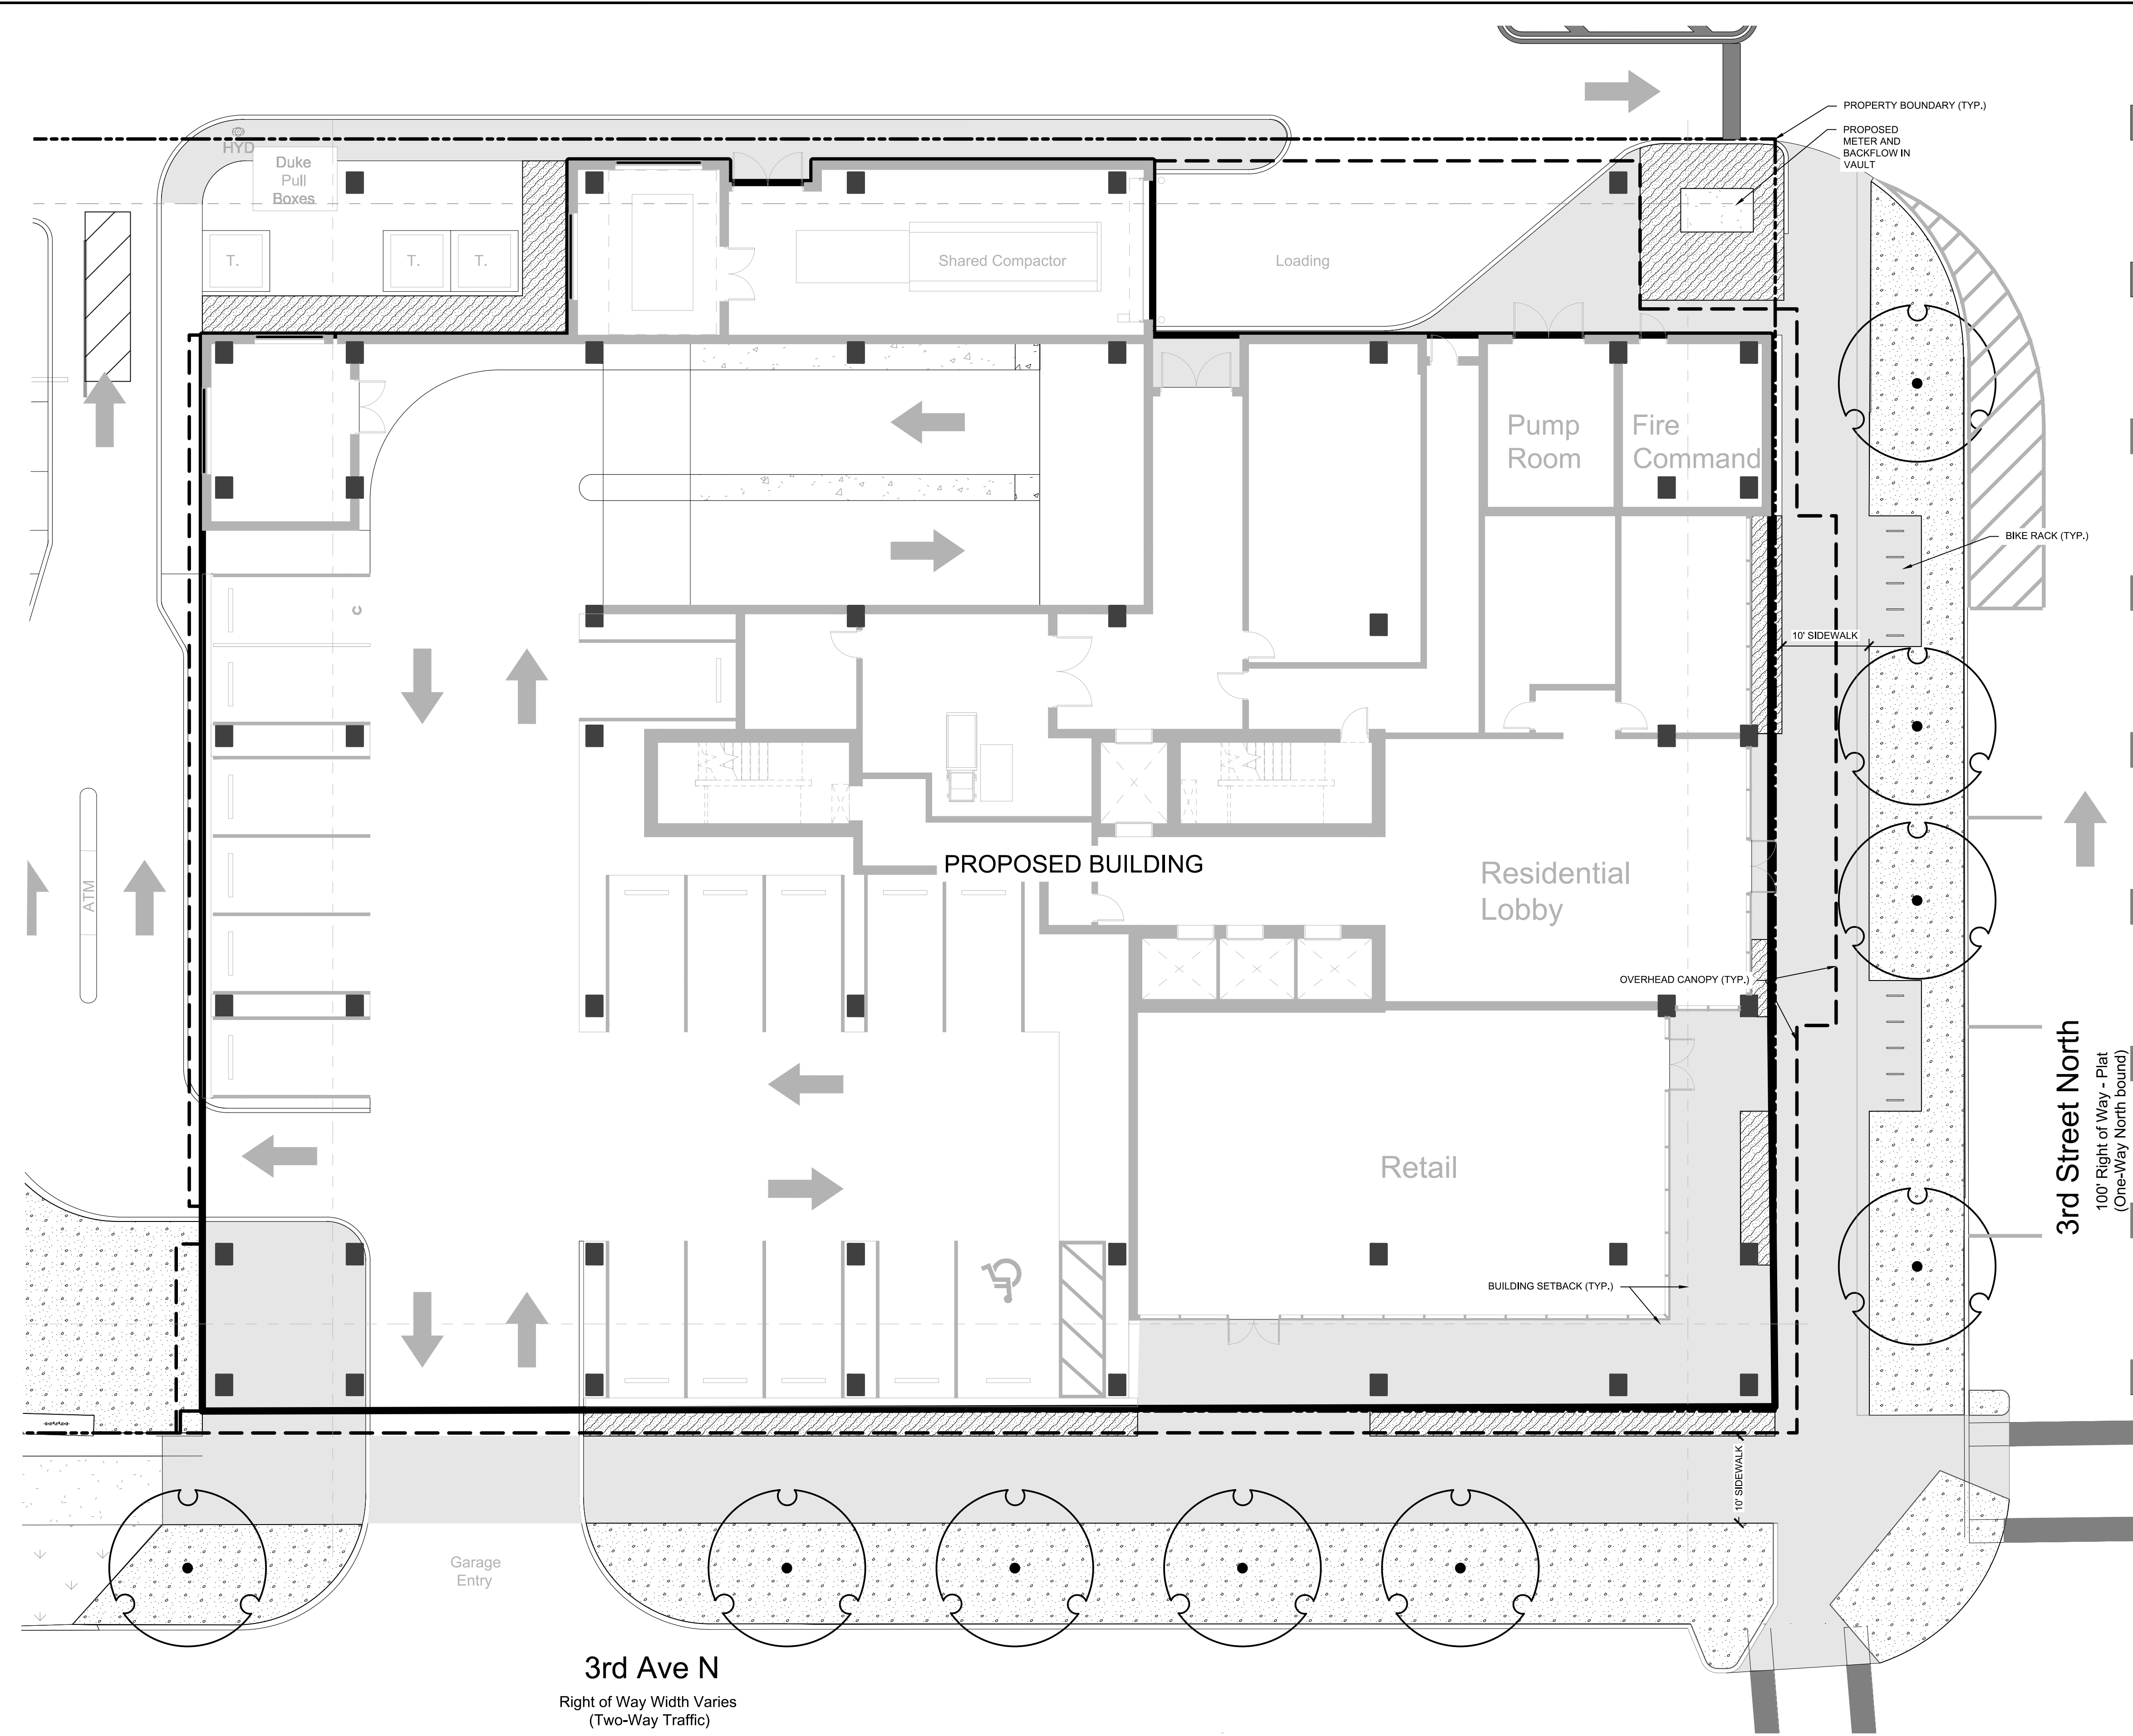 PROPERTY BOUNDARY (TYP.)
PROPOSED
METER AND
BACKFLOW IN
VAULT
HYD
Duke
Pull
Boxes
T.
T.
T.
Shared Compactor
Loading
Pump
Room
Fire
Command
BIKE RACK (TYP.)
C
10' SIDEWALK
ATM
PROPOSED BUILDING
Residential
Lobby
OVERHEAD CANOPY (TYP.)
3rd Street North
100' Right of Way - Plat
(One-Way North bound)
Retail
BUILDING SETBACK (TYP.)
10' SIDEWALK
Garage
Entry
3rd Ave N
Right of Way Width Varies
(Two-Way Traffic)